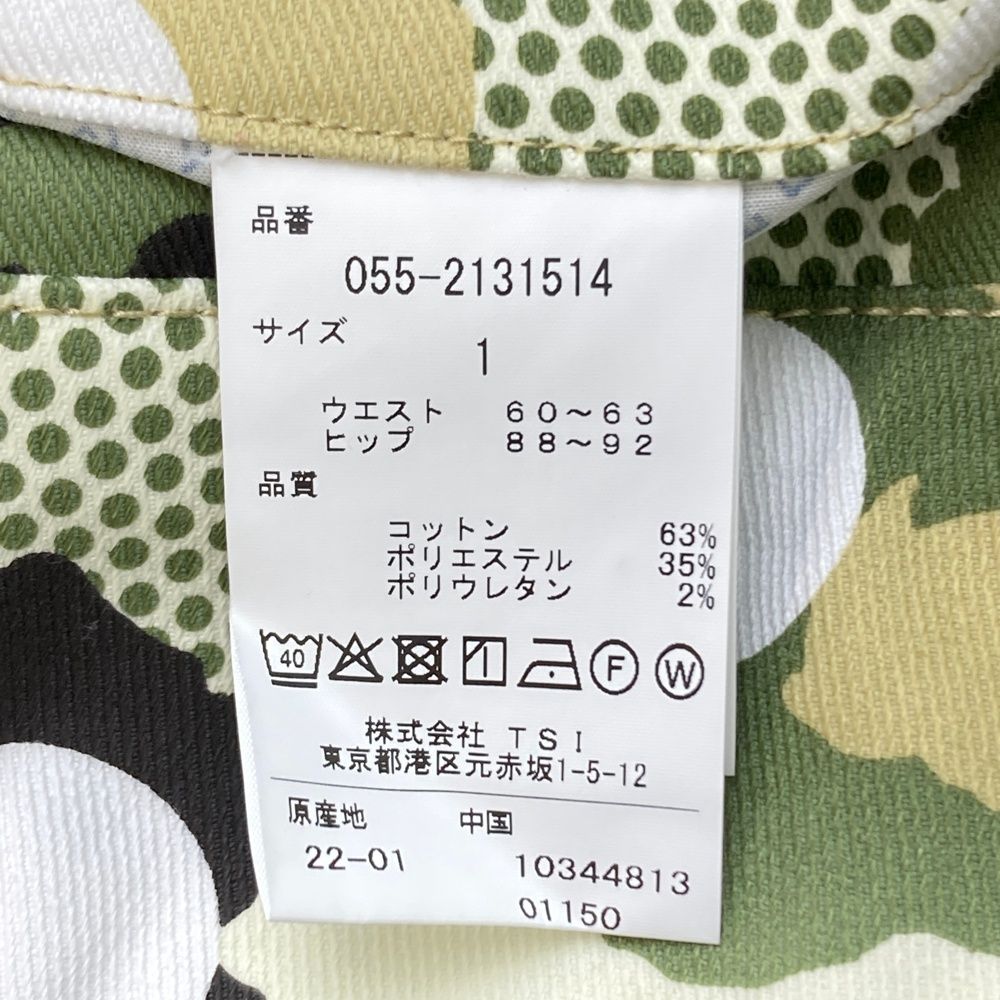 品番
055-2131514
サイズ
1
ウエスト 60～63
ヒップ 88～92
品質
コットン 63%
ポリエステル 35%
ポリウレタン 2%
40 F W
株式会社 TSI
東京都港区元赤坂1-5-12
原産地 中国
22-01 10344813
01150